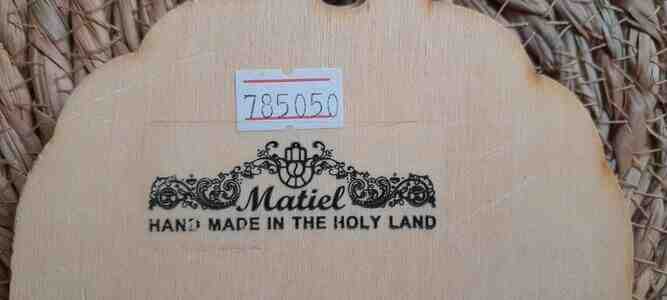 785050
Matiel
HAND MADE IN THE HOLY LAND